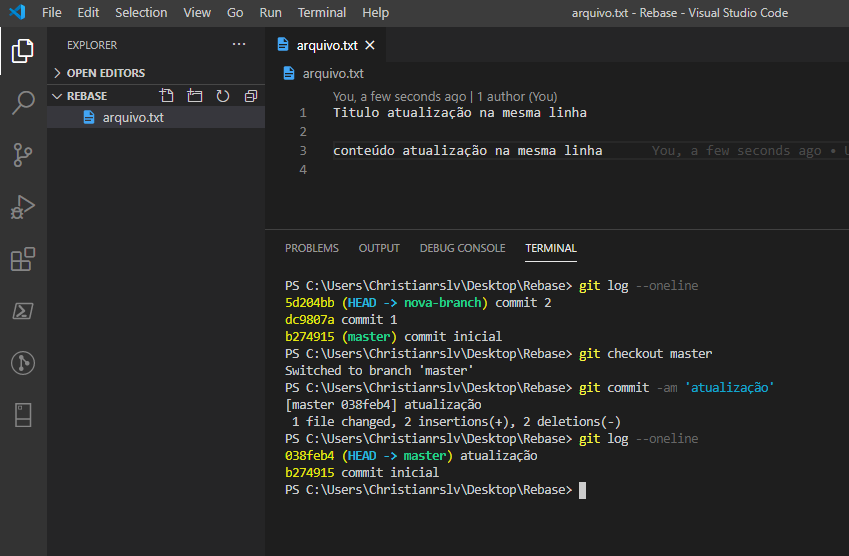 File Edit Selection View Go Run Terminal Help arquivo.txt - Rebase - Visual Studio Code
EXPLORER ···
OPEN EDITORS
REBASE
arquivo.txt
arquivo.txt
arquivo.txt
You, a few seconds ago | 1 author (You)
1 Titulo atualização na mesma linha
2
3 conteúdo atualização na mesma linha You, a few seconds ago •
4
PROBLEMS OUTPUT DEBUG CONSOLE TERMINAL
PS C:\Users\Christianrslv\Desktop\Rebase> git log --oneline
5d204bb (HEAD -> nova-branch) commit 2
dc9807a commit 1
b274915 (master) commit inicial
PS C:\Users\Christianrslv\Desktop\Rebase> git checkout master
Switched to branch 'master'
PS C:\Users\Christianrslv\Desktop\Rebase> git commit -am 'atualização'
[master 038feb4] atualização
 1 file changed, 2 insertions(+), 2 deletions(-)
PS C:\Users\Christianrslv\Desktop\Rebase> git log --oneline
038feb4 (HEAD -> master) atualização
b274915 commit inicial
PS C:\Users\Christianrslv\Desktop\Rebase>